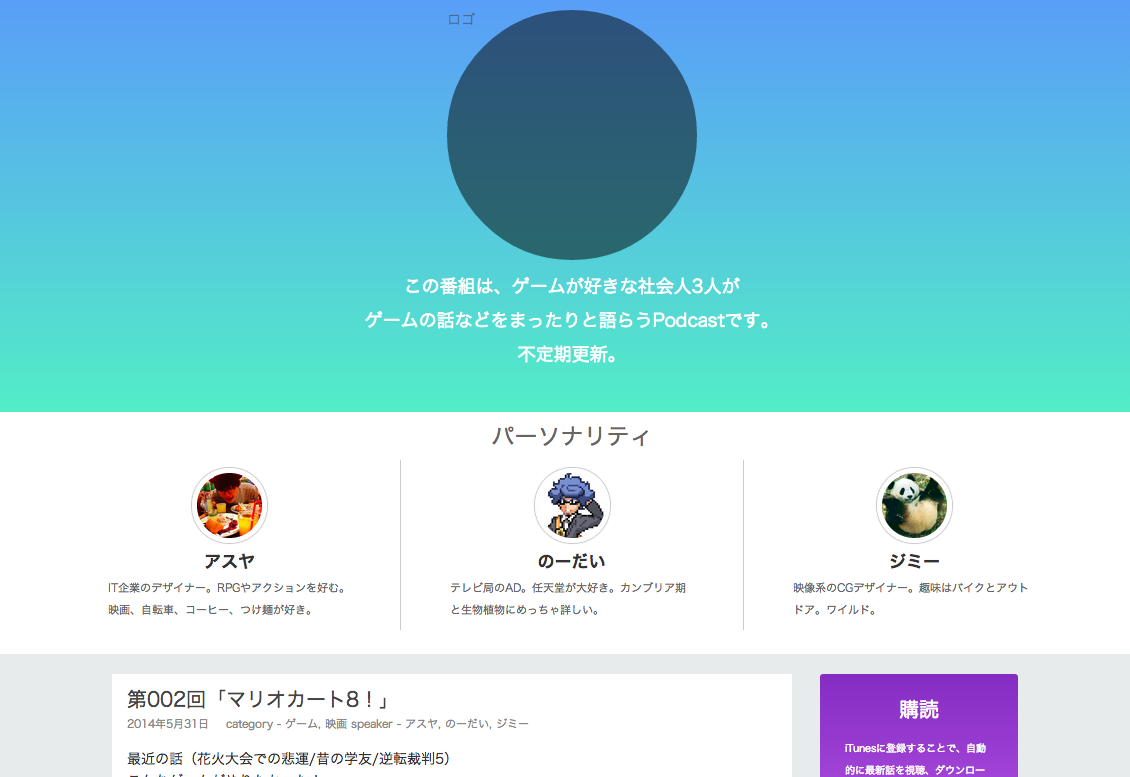 ロゴ
この番組は、ゲームが好きな社会人3人が
ゲームの話などをまったりと語らうPodcastです。
不定期更新。
パーソナリティ
アスヤ
IT企業のデザイナー。RPGやアクションを好む。
映画、自転車、コーヒー、つけ麺が好き。
のーだい
テレビ局のAD。任天堂が大好き。カンブリア期
と生物植物にめっちゃ詳しい。
ジミー
映像系のCGデザイナー。趣味はバイクとアウト
ドア。ワイルド。
第002回「マリオカート8！」
2014年5月31日 category - ゲーム, 映画 speaker - アスヤ, のーだい, ジミー
最近の話（花火大会での悲運/昔の学友/逆転裁判5）
購読
iTunesに登録することで、自動
的に最新話を視聴、ダウンロー